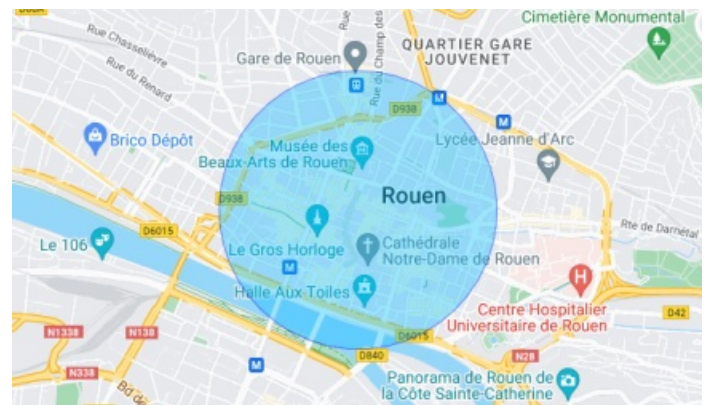 Cimetière Monumental
Rue Chasselièvre
Rue du Renard
Gare de Rouen
Rue du Champ des
QUARTIER GARE
JOUVENET
M
D938
M
Brico Dépôt
Musée des
Beaux-Arts de Rouen
Lycée Jeanne d'Arc
D938
Rouen
D6015
Le 106
Le Gros Horloge
Cathédrale
Notre-Dame de Rouen
Rte de Darnétal
M
Halle Aux Toiles
H
Centre Hospitalier
Universitaire de Rouen
D42
N1338
N138
D6015
D840
N28
N338
M
Bd de
Panorama de Rouen de
la Côte Sainte-Catherine